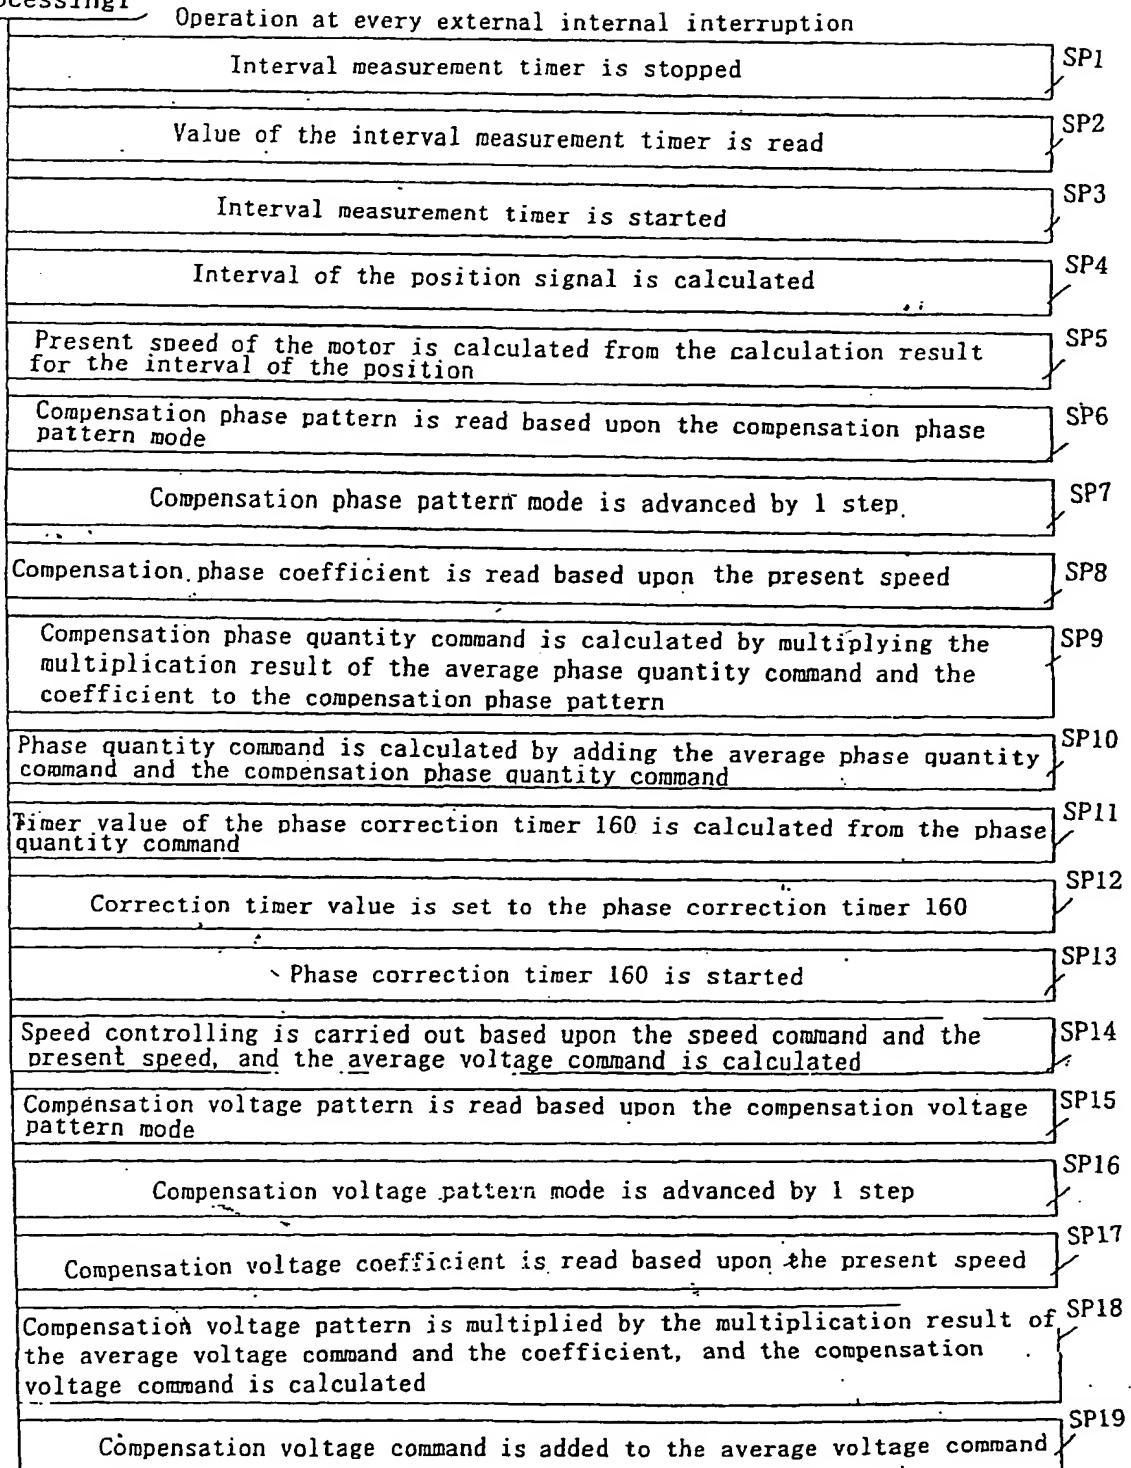 Operation at every external internal interruption
Interval measurement timer is stopped
SP1
Value of the interval measurement timer is read
SP2
Interval measurement timer is started
SP3
Interval of the position signal is calculated
SP4
Present speed of the motor is calculated from the calculation result
for the interval of the position
SP5
Compensation phase pattern is read based upon the compensation phase
pattern mode
SP6
Compensation phase pattern mode is advanced by 1 step
SP7
Compensation phase coefficient is read based upon the present speed
SP8
Compensation phase quantity command is calculated by multiplying the
multiplication result of the average phase quantity command and the
coefficient to the compensation phase pattern
SP9
Phase quantity command is calculated by adding the average phase quantity
command and the compensation phase quantity command
SP10
Timer value of the phase correction timer 160 is calculated from the phase
quantity command
SP11
Correction timer value is set to the phase correction timer 160
SP12
Phase correction timer 160 is started
SP13
Speed controlling is carried out based upon the speed command and the
present speed, and the average voltage command is calculated
SP14
Compensation voltage pattern is read based upon the compensation voltage
pattern mode
SP15
Compensation voltage pattern mode is advanced by 1 step
SP16
Compensation voltage coefficient is read based upon the present speed
SP17
Compensation voltage pattern is multiplied by the multiplication result of
the average voltage command and the coefficient, and the compensation
voltage command is calculated
SP18
Compensation voltage command is added to the average voltage command
SP19